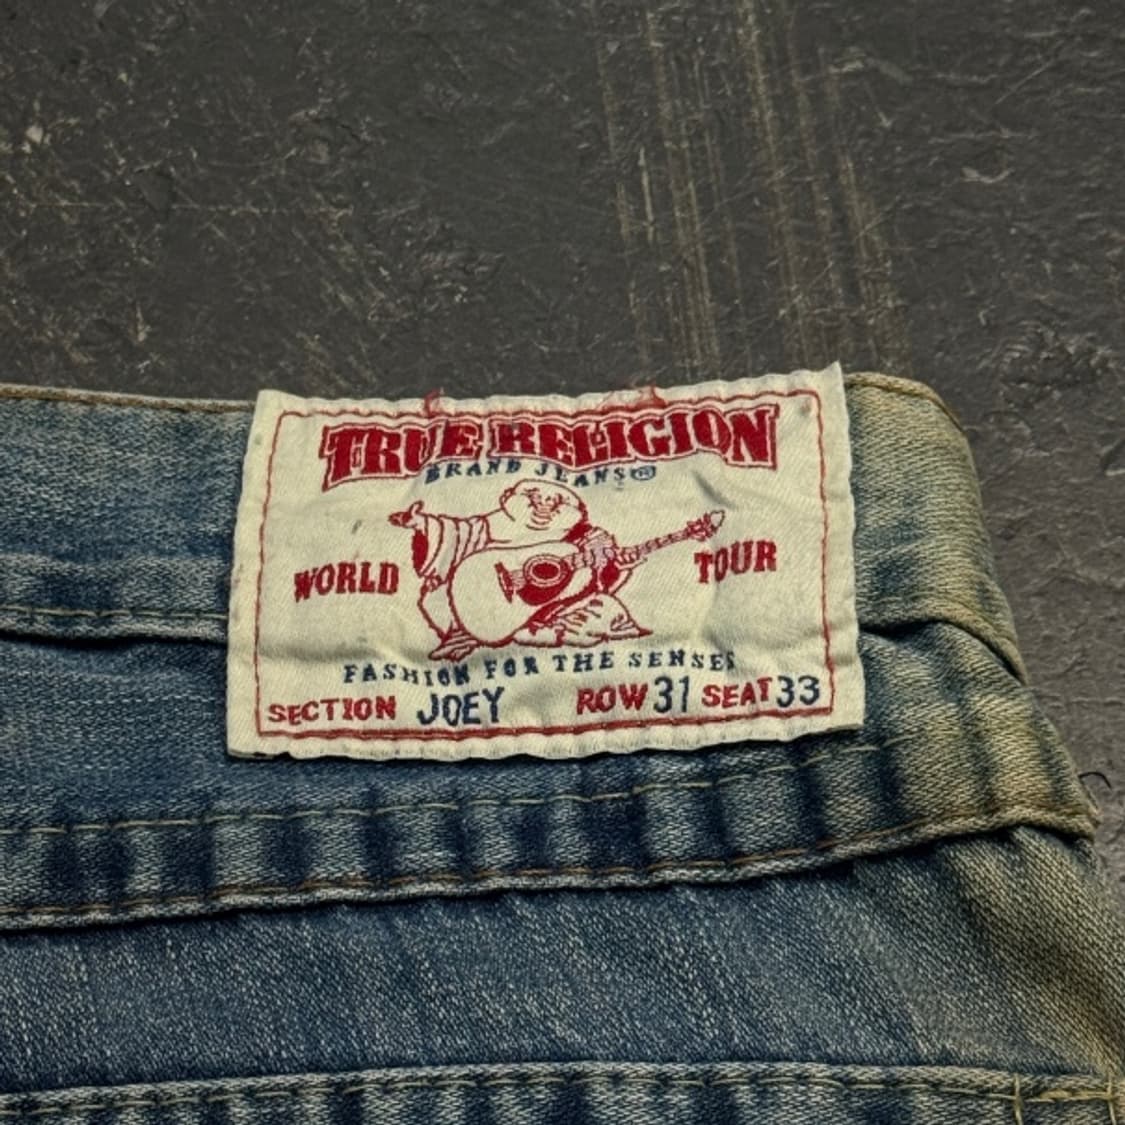 TRUE RELIGION
BRAND JEANS®
WORLD TOUR
FASHION FOR THE SENSES
SECTION JOEY ROW 31 SEAT 33